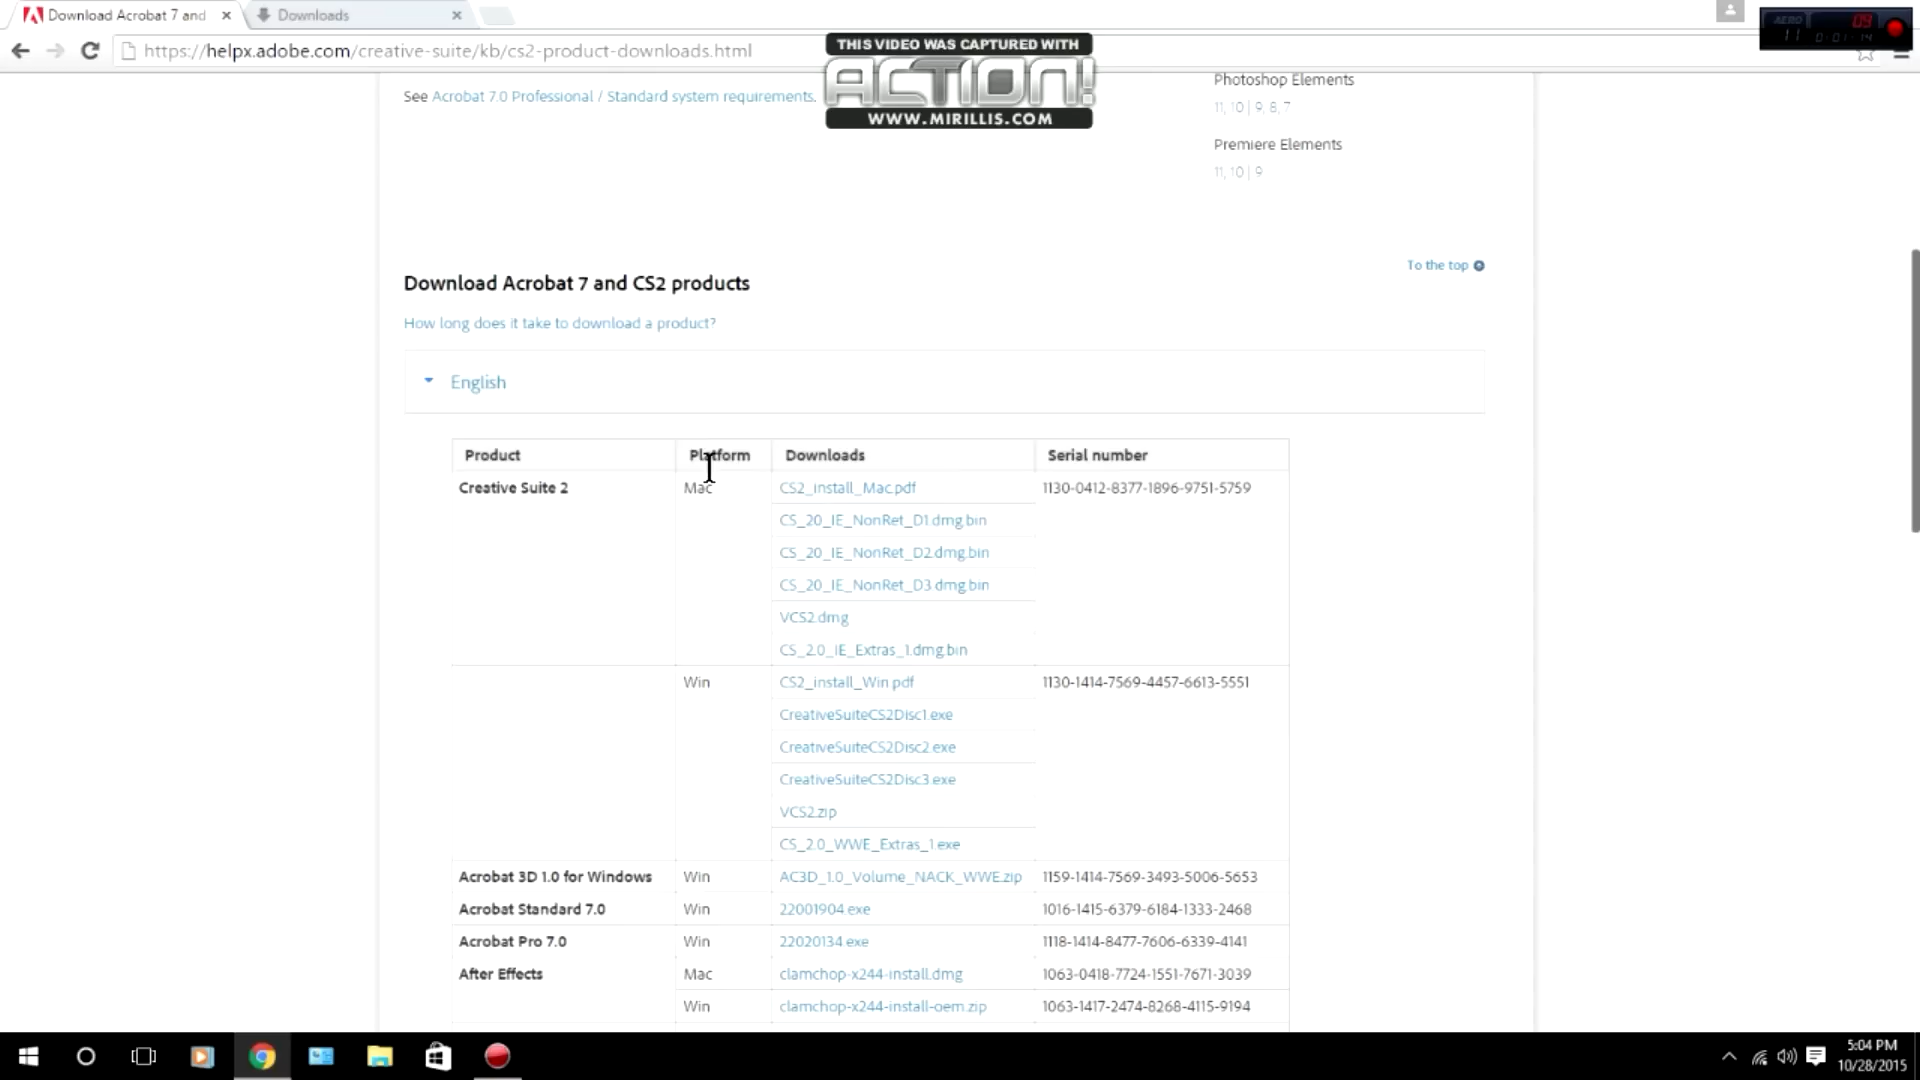 Download Acrobat 7 and
Downloads
https://helpx.adobe.com/creative-suite/kb/cs2-product-downloads.html
THIS VIDEO WAS CAPTURED WITH
ACTION!
WWW.MIRILLIS.COM
AERO
09
11
0:01:14
See Acrobat 7.0 Professional / Standard system requirements.
Photoshop Elements
11, 10 | 9, 8, 7
Premiere Elements
11, 10 | 9
To the top
Download Acrobat 7 and CS2 products
How long does it take to download a product?
English
Product Platform Downloads Serial number
Creative Suite 2 Mac CS2_install_Mac.pdf 1130-0412-8377-1896-9751-5759
CS_20_IE_NonRet_D1.dmg.bin
CS_20_IE_NonRet_D2.dmg.bin
CS_20_IE_NonRet_D3.dmg.bin
VCS2.dmg
CS_2.0_IE_Extras_1.dmg.bin
Win CS2_install_Win.pdf 1130-1414-7569-4457-6613-5551
CreativeSuiteCS2Disc1.exe
CreativeSuiteCS2Disc2.exe
CreativeSuiteCS2Disc3.exe
VCS2.zip
CS_2.0_WWE_Extras_1.exe
Acrobat 3D 1.0 for Windows Win AC3D_1.0_Volume_NACK_WWE.zip 1159-1414-7569-3493-5006-5653
Acrobat Standard 7.0 Win 22001904.exe 1016-1415-6379-6184-1333-2468
Acrobat Pro 7.0 Win 22020134.exe 1118-1414-8477-7606-6339-4141
After Effects Mac clamchop-x244-install.dmg 1063-0418-7724-1551-7671-3039
Win clamchop-x244-install-oem.zip 1063-1417-2474-8268-4115-9194
5:04 PM
10/28/2015